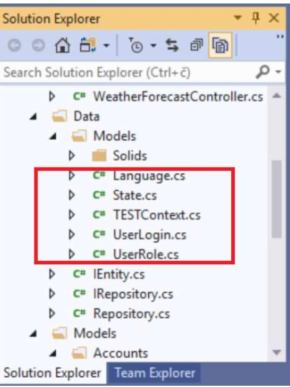 Solution Explorer
Search Solution Explorer (Ctrl+č)
C# WeatherForecastController.cs
Data
Models
Solids
C# Language.cs
C# State.cs
C# TESTContext.cs
C# UserLogin.cs
C# UserRole.cs
C# IEntity.cs
C# IRepository.cs
C# Repository.cs
Models
Accounts
Solution Explorer Team Explorer